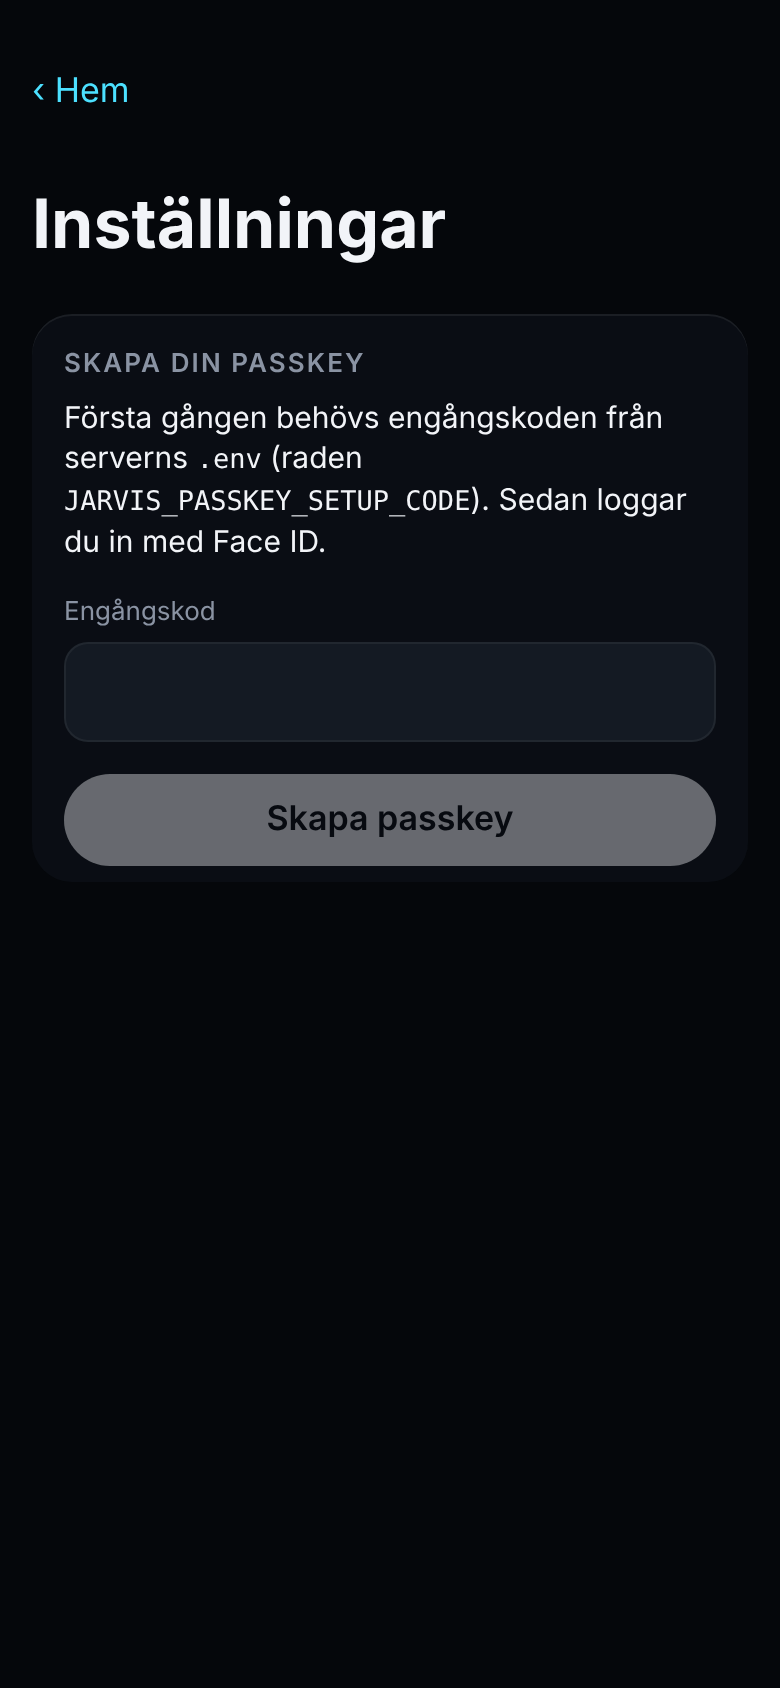 ‹ Hem
Inställningar
SKAPA DIN PASSKEY
Första gången behövs engångskoden från
serverns .env (raden
JARVIS_PASSKEY_SETUP_CODE). Sedan loggar
du in med Face ID.
Engångskod
Skapa passkey